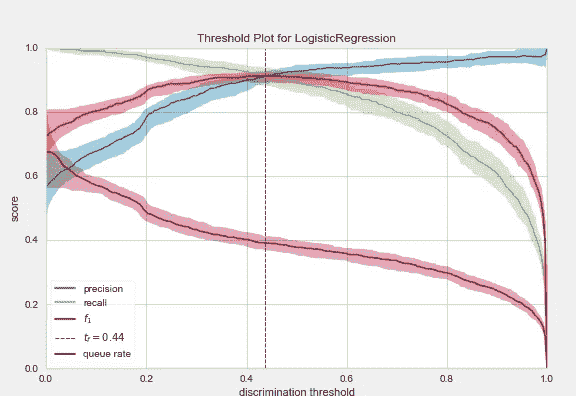 Threshold Plot for LogisticRegression
1.0
0.8
0.6
0.4
0.2
0.0
score
precision
recall
f1
tr = 0.44
queue rate
0.0 0.2 0.4 0.6 0.8 1.0
discrimination threshold